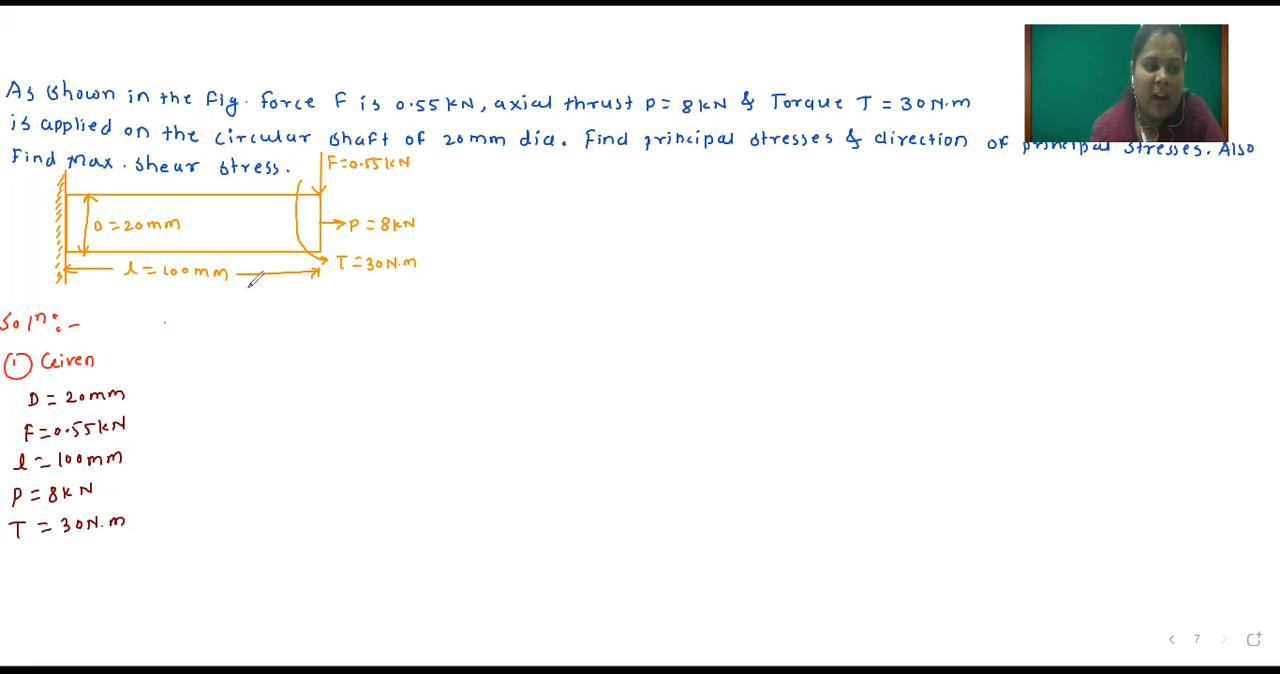 As shown in the Fig. force F is 0.55KN, axial thrust P = 8KN & Torque T = 30N.m
is applied on the circular shaft of 20mm dia. Find principal stresses & direction of principal stresses. Also
Find Max. shear stress.
F=0.55KN
D = 20mm
P = 8KN
T = 30N.m
l = 100mm
Soln:-
① Given
D = 20mm
F = 0.55KN
l = 100mm
P = 8KN
T = 30N.m
7